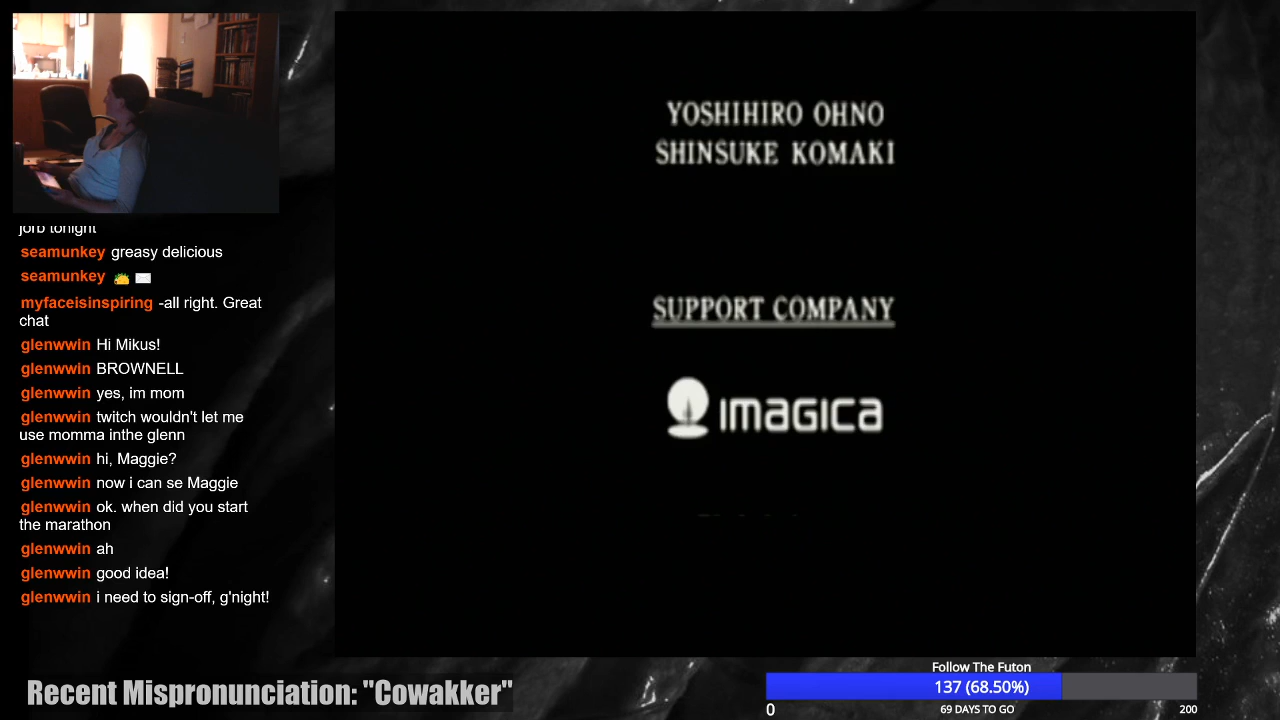 YOSHIHIRO OHNO
SHINSUKE KOMAKI
SUPPORT COMPANY
IMAGICA
jorb tonight
seamunkey greasy delicious
seamunkey 🌮 ✉️
myfaceisinspiring -all right. Great
chat
glenwwin Hi Mikus!
glenwwin BROWNELL
glenwwin yes, im mom
glenwwin twitch wouldn't let me
use momma inthe glenn
glenwwin hi, Maggie?
glenwwin now i can se Maggie
glenwwin ok. when did you start
the marathon
glenwwin ah
glenwwin good idea!
glenwwin i need to sign-off, g'night!
Recent Mispronunciation: "Cowakker"
Follow The Futon
137 (68.50%)
0
69 DAYS TO GO
200